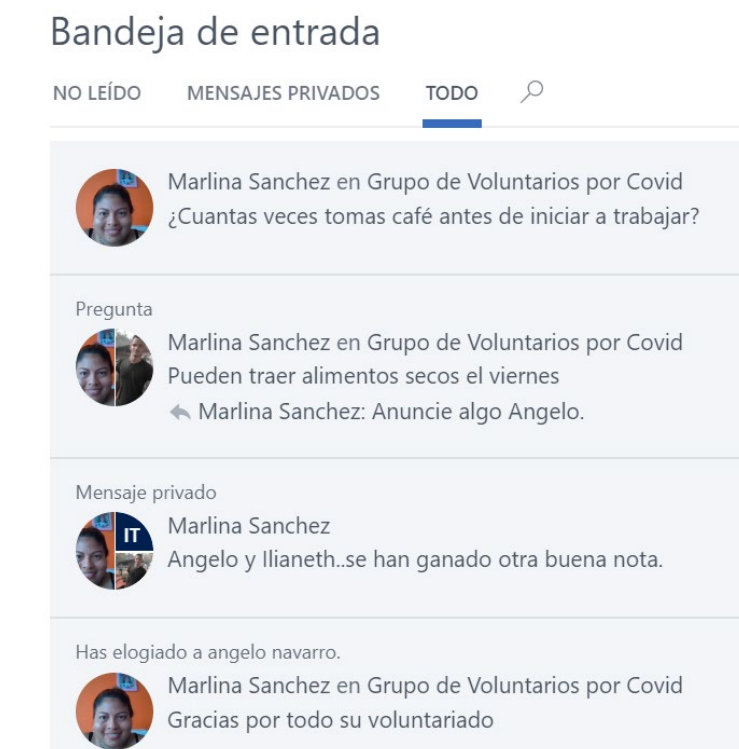 Bandeja de entrada
NO LEÍDO MENSAJES PRIVADOS TODO
Marlina Sanchez en Grupo de Voluntarios por Covid
¿Cuantas veces tomas café antes de iniciar a trabajar?
Pregunta
Marlina Sanchez en Grupo de Voluntarios por Covid
Pueden traer alimentos secos el viernes
Marlina Sanchez: Anuncie algo Angelo.
Mensaje privado
IT
Marlina Sanchez
Angelo y Ilianeth..se han ganado otra buena nota.
Has elogiado a angelo navarro.
Marlina Sanchez en Grupo de Voluntarios por Covid
Gracias por todo su voluntariado